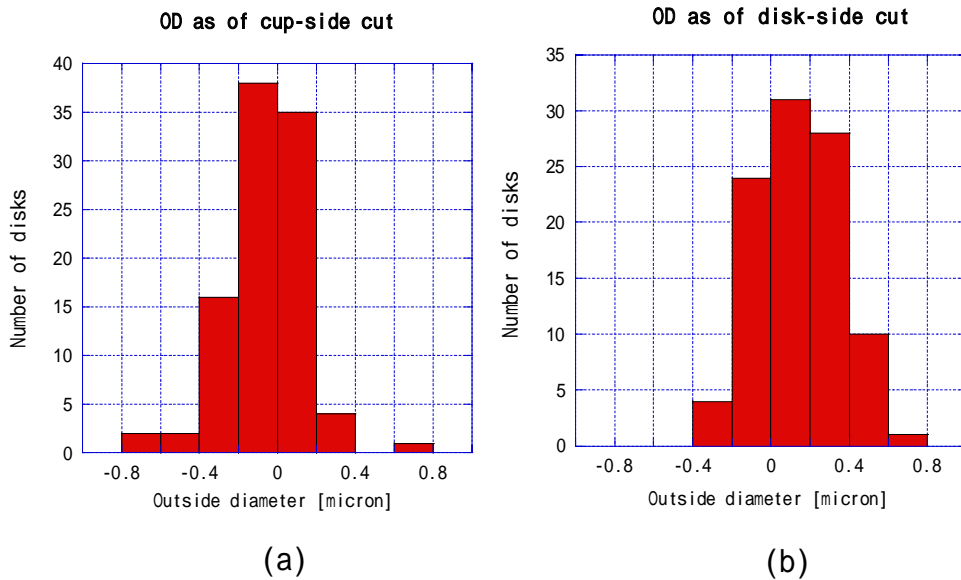 OD as of cup-side cut
40
35
30
25
20
15
10
5
0
Number of disks
-0.8 -0.4 0 0.4 0.8
Outside diameter [micron]
(a)
OD as of disk-side cut
35
30
25
20
15
10
5
0
Number of disks
-0.8 -0.4 0 0.4 0.8
Outside diameter [micron]
(b)